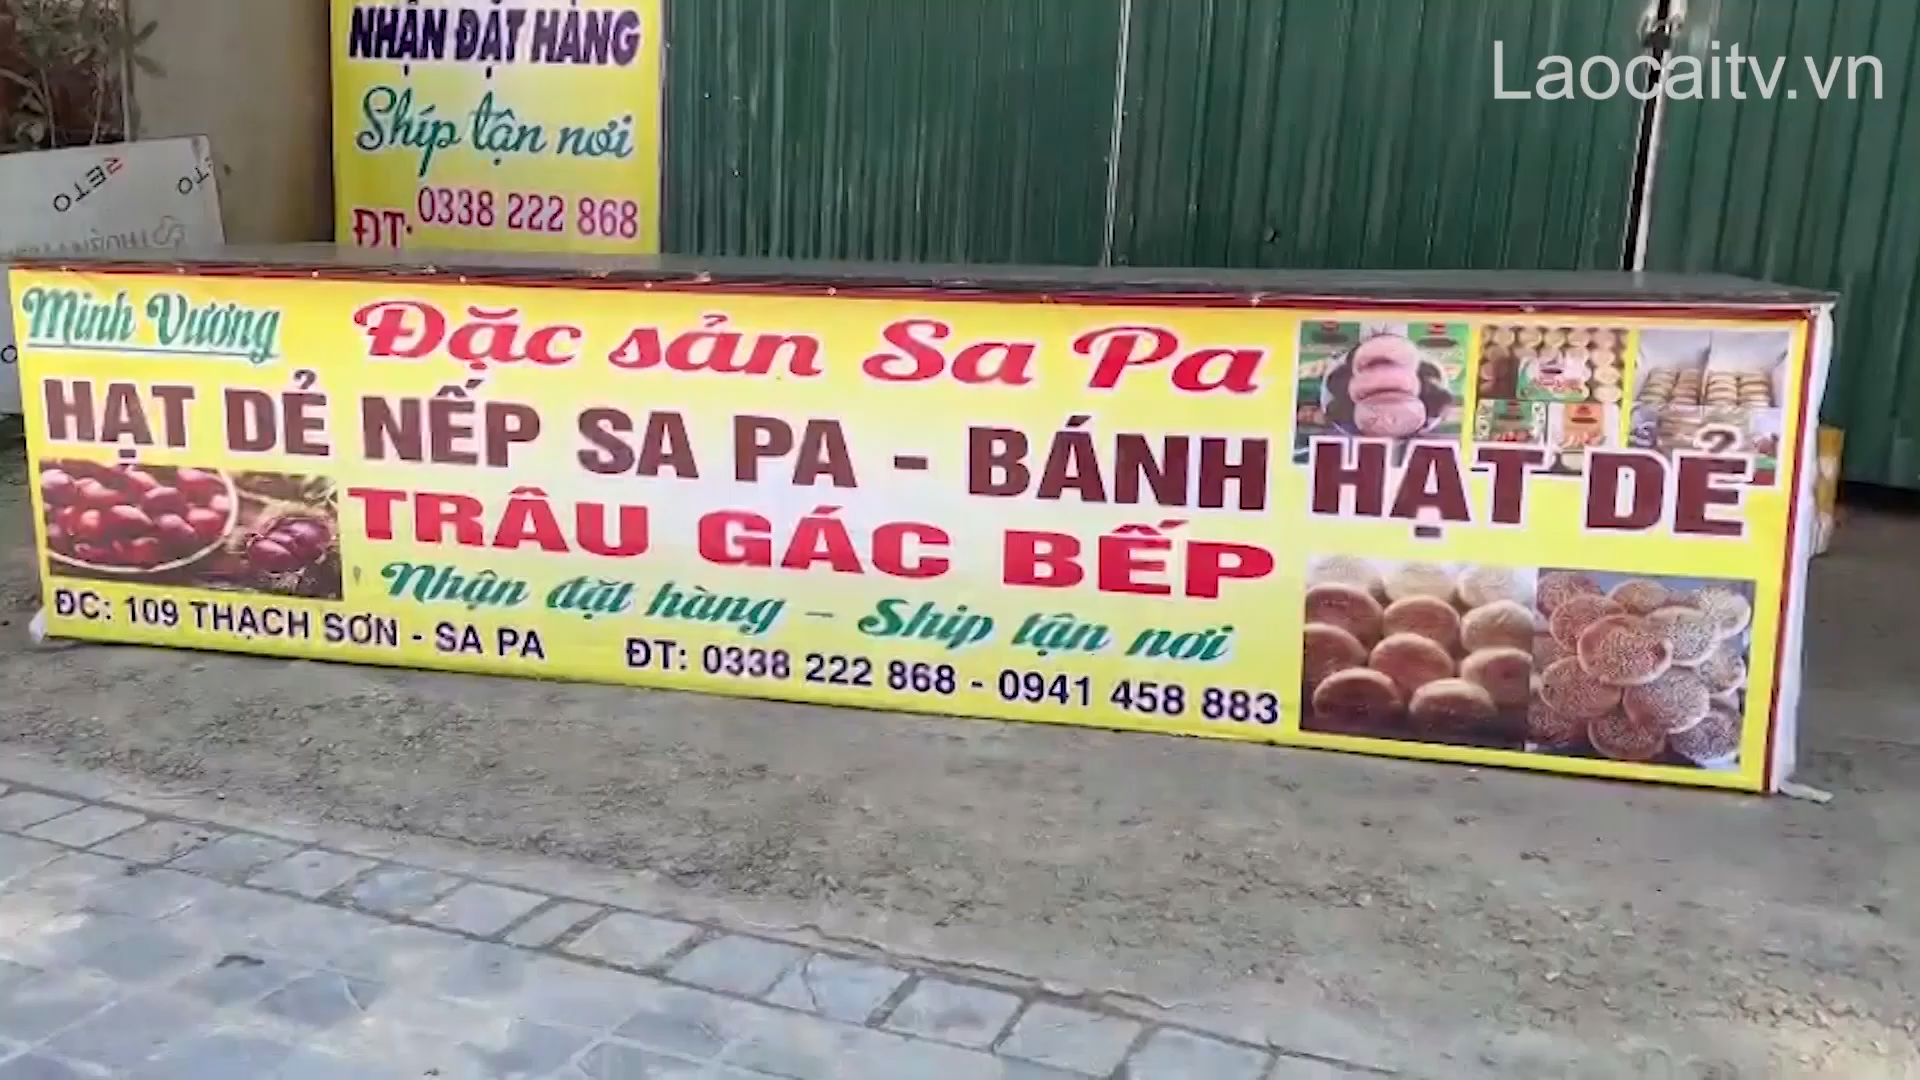 Laocaitv.vn
NHẬN ĐẶT HÀNG
Ship tận nơi
ĐT: 0338 222 868
RETO
Minh Vương
Đặc sản Sa Pa
HẠT DẺ NẾP SA PA - BÁNH HẠT DẺ
TRÂU GÁC BẾP
Nhận đặt hàng - Ship tận nơi
ĐC: 109 THẠCH SƠN - SA PA ĐT: 0338 222 868 - 0941 458 883